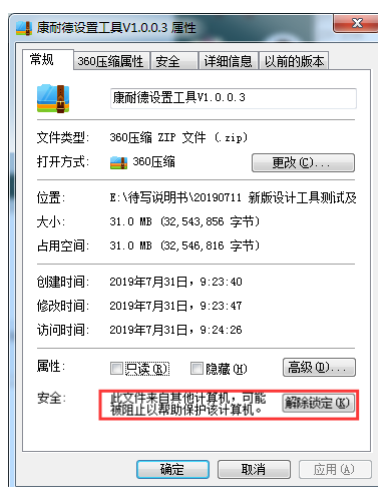 康耐德设置工具V1.0.0.3 属性
常规 360压缩属性 安全 详细信息 以前的版本
康耐德设置工具V1.0.0.3
文件类型: 360压缩 ZIP 文件 (.zip)
打开方式: 360压缩 更改(C)...
位置: E:\待写说明书\20190711 新版设计工具测试及
大小: 31.0 MB (32,543,856 字节)
占用空间: 31.0 MB (32,546,816 字节)
创建时间: 2019年7月31日，9:23:40
修改时间: 2019年7月31日，9:23:47
访问时间: 2019年7月31日，9:24:26
属性: 只读(R) 隐藏(H) 高级(D)...
安全: 此文件来自其他计算机，可能
被阻止以帮助保护该计算机。 解除锁定(K)
确定 取消 应用(A)